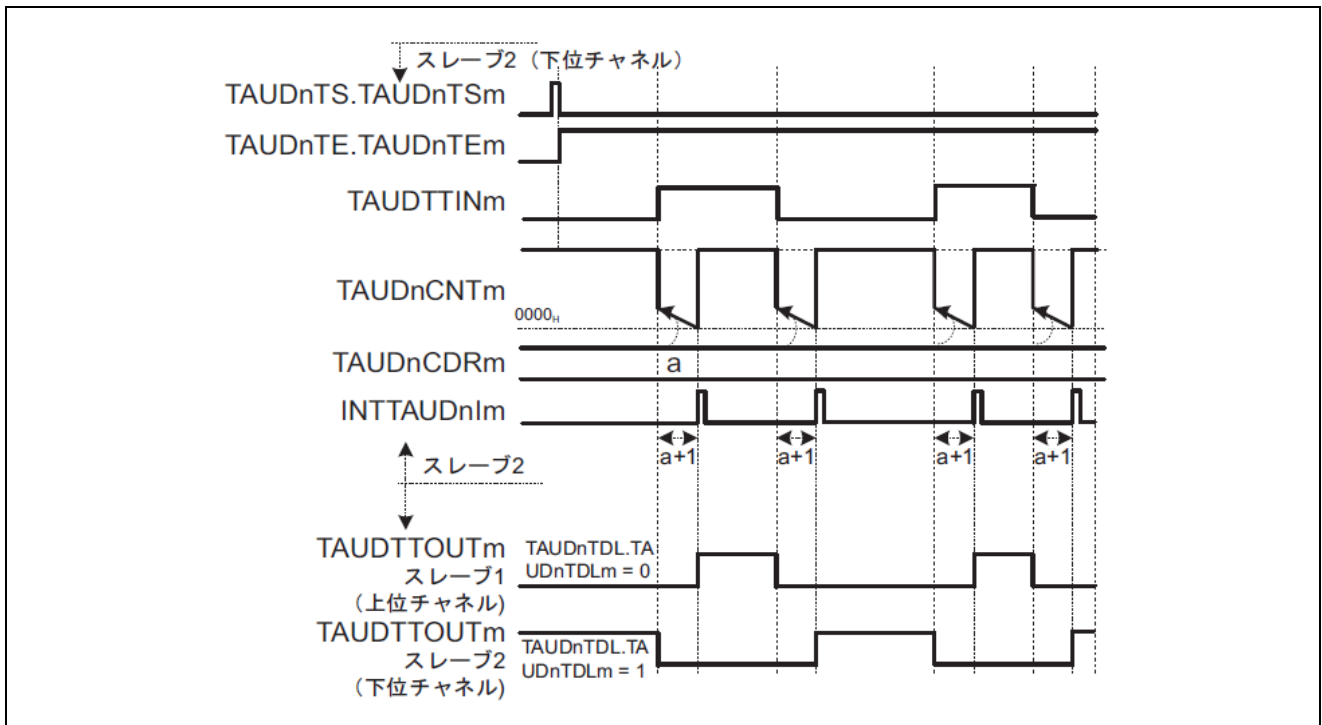 スレーブ2（下位チャネル）
TAUDnTS.TAUDnTSm
TAUDnTE.TAUDnTEm
TAUDTTINm
TAUDnCNTm
0000H
TAUDnCDRm
a
INTTAUDnIm
a+1 a+1 a+1 a+1
スレーブ2
TAUDTTOUTm
スレーブ1
（上位チャネル)
TAUDnTDL.TA
UDnTDLm = 0
TAUDTTOUTm
スレーブ2
（下位チャネル)
TAUDnTDL.TA
UDnTDLm = 1